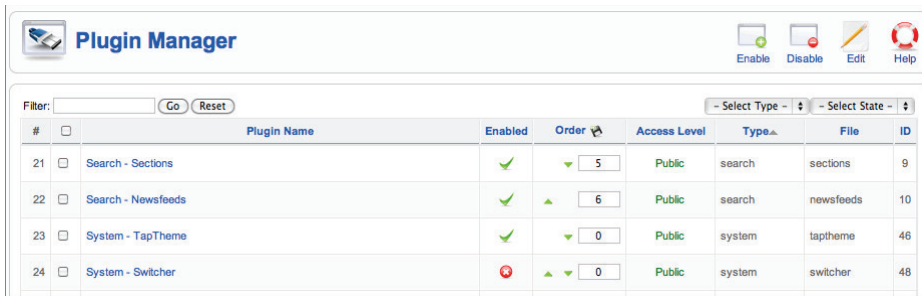 Plugin Manager
Enable Disable Edit Help
Filter: Go Reset - Select Type - - Select State -
# Plugin Name Enabled Order Access Level Type File ID
21 Search - Sections 5 Public search sections 9
22 Search - Newsfeeds 6 Public search newsfeeds 10
23 System - TapTheme 0 Public system taptheme 46
24 System - Switcher 0 Public system switcher 48